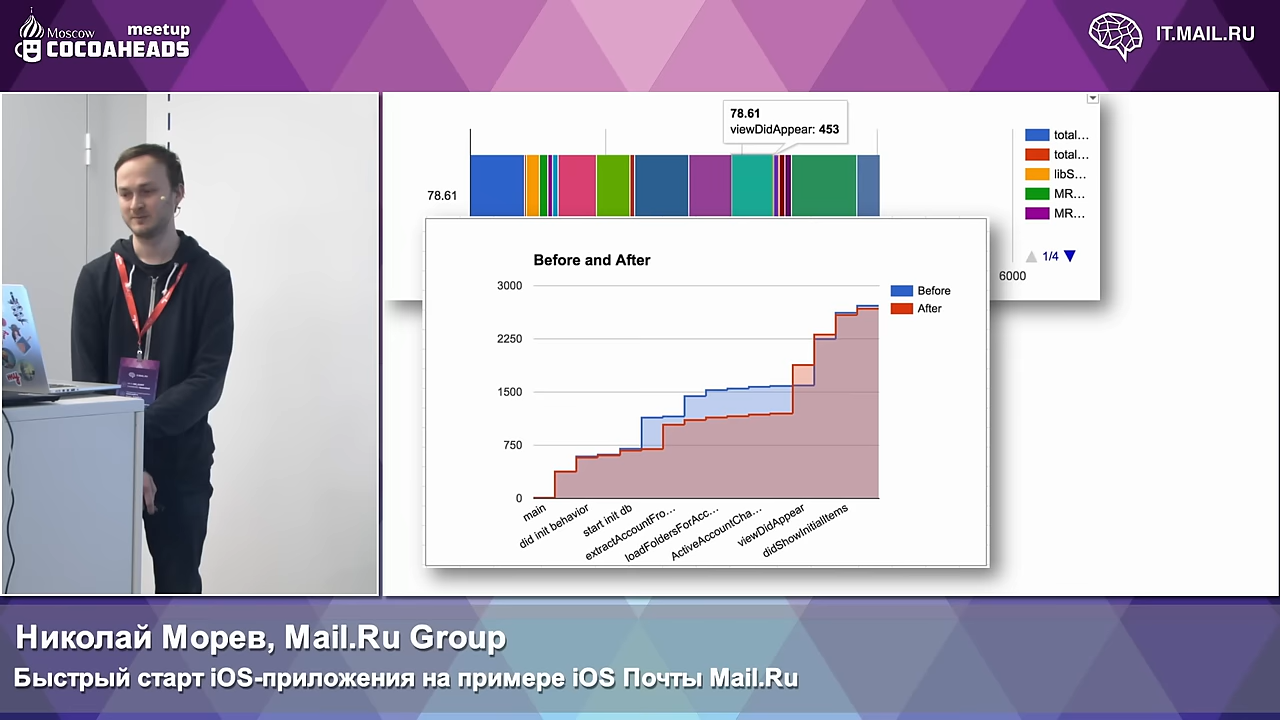 Moscow
meetup
COCOAHEADS
IT.MAIL.RU
78.61
viewDidAppear: 453
78.61
total...
total...
libS...
MR...
MR...
1/4
6000
Before and After
Before
After
3000
2250
1500
750
0
main
did init behavior
start init db
extractAccountFro...
loadFoldersForAcc...
ActiveAccountCha...
viewDidAppear
didShowInitialItems
Николай Морев, Mail.Ru Group
Быстрый старт iOS-приложения на примере iOS Почты Mail.Ru